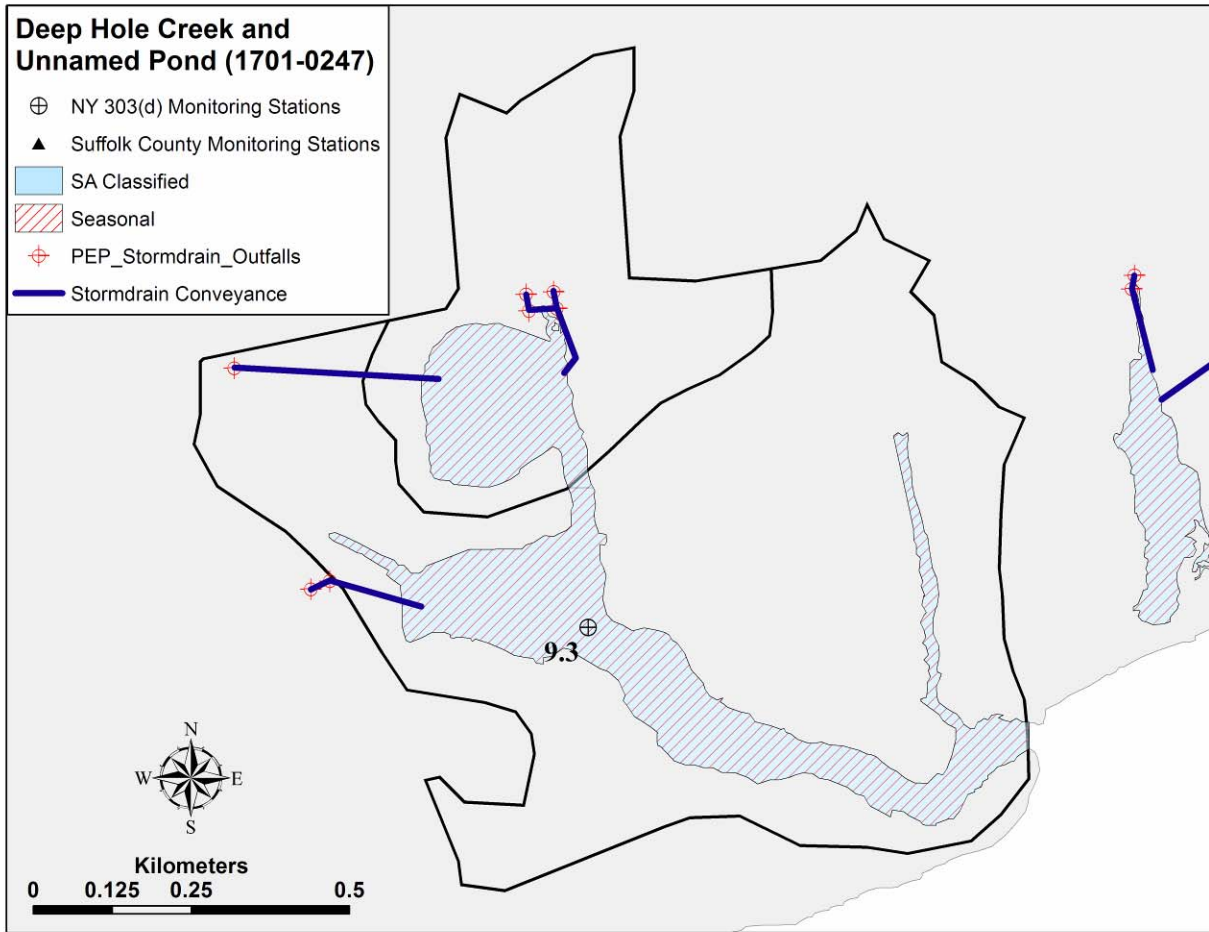 Deep Hole Creek and
Unnamed Pond (1701-0247)
NY 303(d) Monitoring Stations
Suffolk County Monitoring Stations
SA Classified
Seasonal
PEP_Stormdrain_Outfalls
Stormdrain Conveyance
9.3
N
W E
S
Kilometers
0 0.125 0.25 0.5